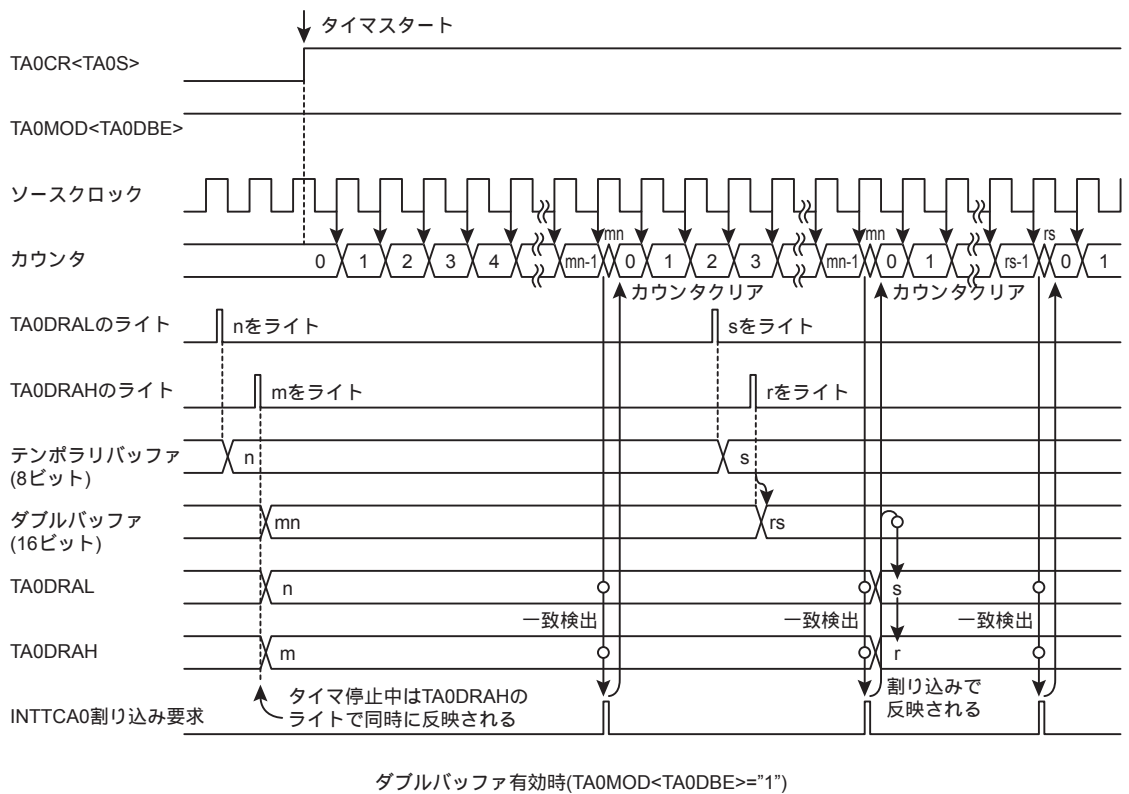 タイマスタート
TA0CR<TA0S>
TA0MOD<TA0DBE>
ソースクロック
カウンタ 0 1 2 3 4 mn-1 mn 0 1 2 3 mn-1 mn 0 1 rs-1 rs 0 1
カウンタクリア カウンタクリア
TA0DRALのライト nをライト sをライト
TA0DRAHのライト mをライト rをライト
テンポラリバッファ n s
(8ビット)
ダブルバッファ mn rs
(16ビット)
TA0DRAL n s
一致検出 一致検出 一致検出
TA0DRAH m r
タイマ停止中はTA0DRAHの
ライトで同時に反映される
割り込みで
反映される
INTTCA0割り込み要求
ダブルバッファ有効時(TA0MOD<TA0DBE>=”1”)